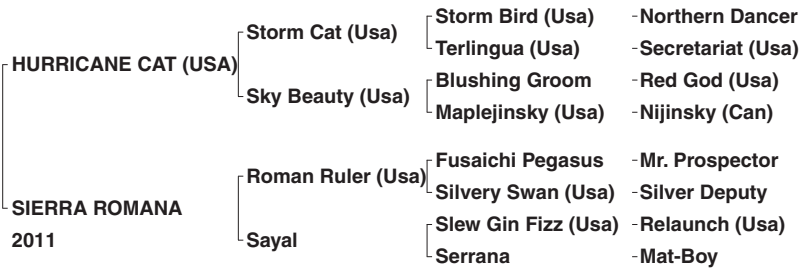 HURRICANE CAT (USA)
SIERRA ROMANA
2011
Storm Cat (Usa)
Sky Beauty (Usa)
Roman Ruler (Usa)
Sayal
Storm Bird (Usa)
Terlingua (Usa)
Blushing Groom
Maplejinsky (Usa)
Fusaichi Pegasus
Silvery Swan (Usa)
Slew Gin Fizz (Usa)
Serrana
Northern Dancer
Secretariat (Usa)
Red God (Usa)
Nijinsky (Can)
Mr. Prospector
Silver Deputy
Relaunch (Usa)
Mat-Boy